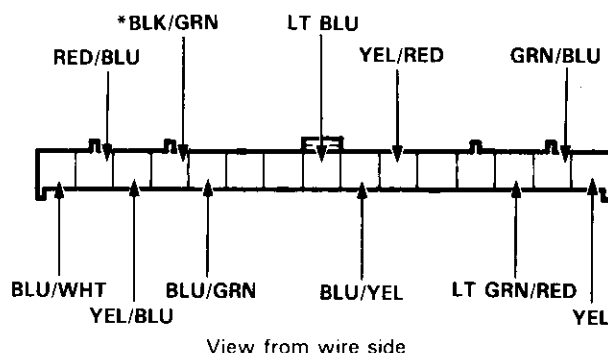 *BLK/GRN LT BLU
RED/BLU YEL/RED GRN/BLU
BLU/WHT BLU/GRN BLU/YEL LT GRN/RED
YEL/BLU YEL
View from wire side